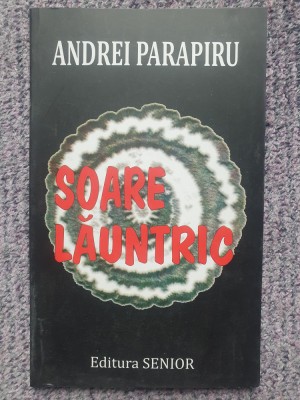 ANDREI PARAPIRU
SOARE
LĂUNTRIC
Editura SENIOR